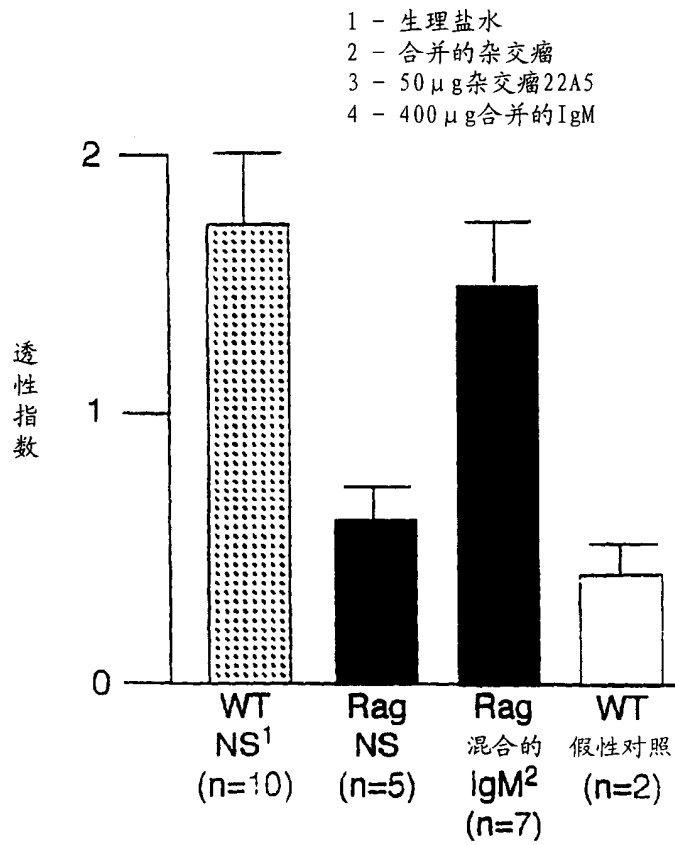 1 - 生理盐水
2 - 合并的杂交瘤
3 - 50μg杂交瘤22A5
4 - 400μg合并的IgM
2
1
0
透性指数
WT Rag Rag WT
NS¹ NS 混合的 假性对照
(n=10) (n=5) IgM² (n=2)
(n=7)